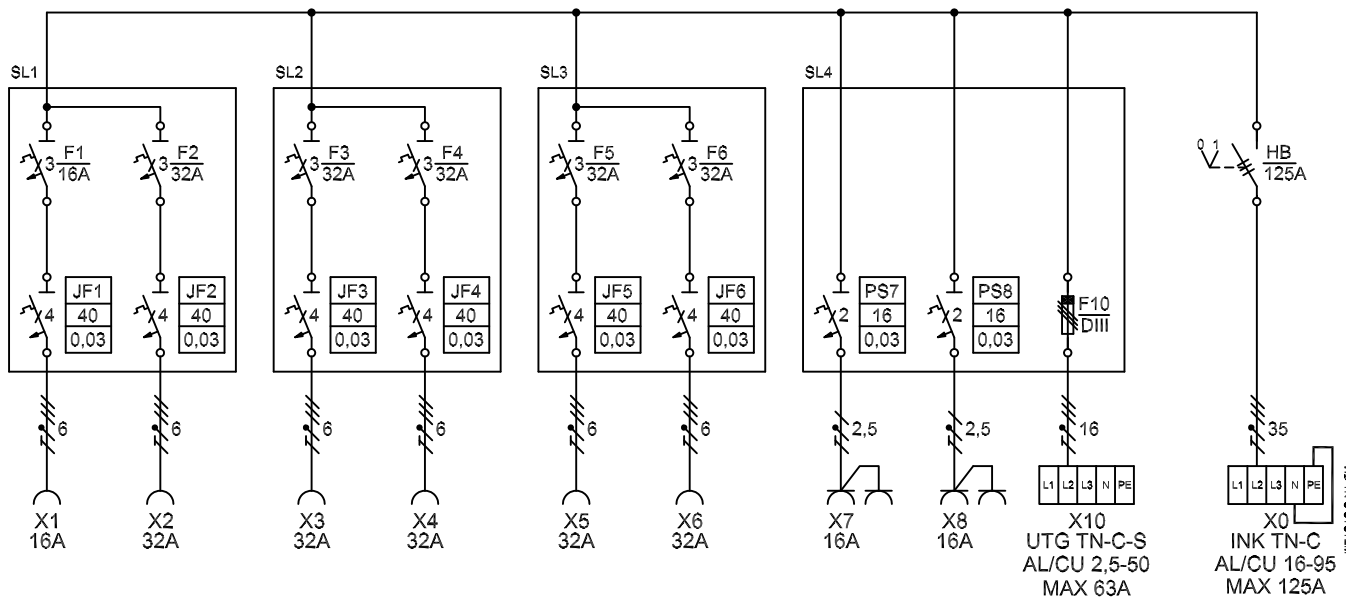 SL1
SL2
SL3
SL4
3 F1
16A
3 F2
32A
3 F3
32A
3 F4
32A
3 F5
32A
3 F6
32A
0 1
HB
125A
4 JF1
40
0,03
4 JF2
40
0,03
4 JF3
40
0,03
4 JF4
40
0,03
4 JF5
40
0,03
4 JF6
40
0,03
2 PS7
16
0,03
2 PS8
16
0,03
F10
DIII
6
6
6
6
6
6
2,5
2,5
16
35
L1 L2 L3 N PE
L1 L2 L3 N PE
X1
16A
X2
32A
X3
32A
X4
32A
X5
32A
X6
32A
X7
16A
X8
16A
X10
UTG TN-C-S
AL/CU 2,5-50
MAX 63A
X0
INK TN-C
AL/CU 16-95
MAX 125A